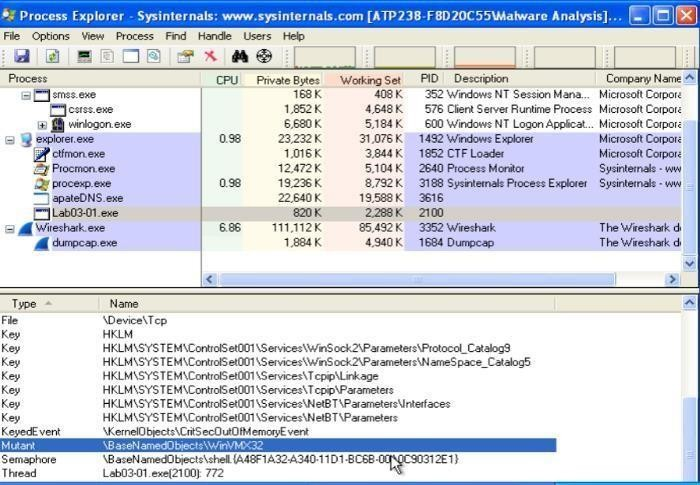 Process Explorer - Sysinternals: www.sysinternals.com [ATP238-F8D20C55\Malware Analysis]...
File Options View Process Find Handle Users Help
Process CPU Private Bytes Working Set PID Description Company Name
smss.exe 168 K 408 K 352 Windows NT Session Mana... Microsoft Corpora
csrss.exe 1,852 K 4,648 K 576 Client Server Runtime Process Microsoft Corpora
winlogon.exe 6,680 K 5,184 K 600 Windows NT Logon Applicat... Microsoft Corpora
explorer.exe 0.98 23,232 K 31,076 K 1492 Windows Explorer Microsoft Corpora
ctfmon.exe 1,016 K 3,844 K 1852 CTF Loader Microsoft Corpora
Procmon.exe 12,472 K 5,104 K 2640 Process Monitor Sysinternals - ww
procexp.exe 0.98 19,236 K 8,792 K 3188 Sysinternals Process Explorer Sysinternals - ww
apateDNS.exe 22,640 K 19,588 K 3616
Lab03-01.exe 820 K 2,288 K 2100
Wireshark.exe 6.86 111,112 K 85,492 K 3352 Wireshark The Wireshark de
dumpcap.exe 1,884 K 4,940 K 1684 Dumpcap The Wireshark de
Type Name
File \Device\Tcp
Key HKLM
Key HKLM\SYSTEM\ControlSet001\Services\WinSock2\Parameters\Protocol_Catalog9
Key HKLM\SYSTEM\ControlSet001\Services\WinSock2\Parameters\NameSpace_Catalog5
Key HKLM\SYSTEM\ControlSet001\Services\Tcpip\Linkage
Key HKLM\SYSTEM\ControlSet001\Services\Tcpip\Parameters
Key HKLM\SYSTEM\ControlSet001\Services\NetBT\Parameters\Interfaces
Key HKLM\SYSTEM\ControlSet001\Services\NetBT\Parameters
KeyedEvent \KernelObjects\CritSecOutOfMemoryEvent
Mutant \BaseNamedObjects\WinVMX32
Semaphore
Thread Lab03-01.exe(2100): 772